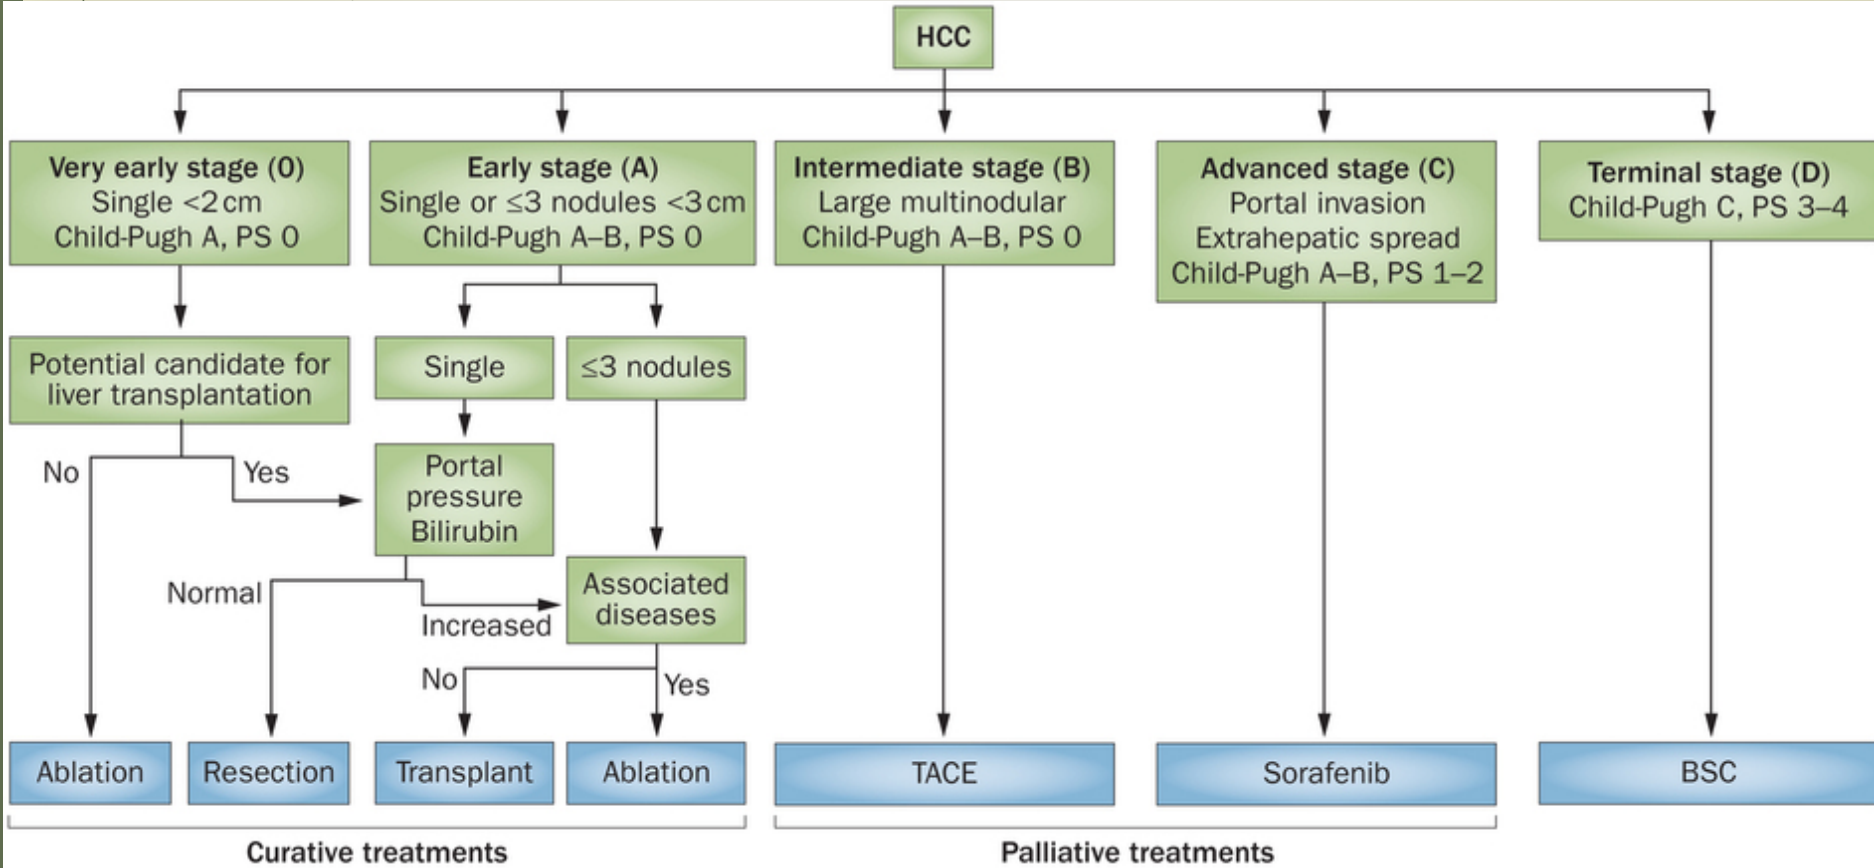 HCC
Very early stage (0)
Single <2 cm
Child-Pugh A, PS 0
Early stage (A)
Single or ≤3 nodules <3 cm
Child-Pugh A–B, PS 0
Intermediate stage (B)
Large multinodular
Child-Pugh A–B, PS 0
Advanced stage (C)
Portal invasion
Extrahepatic spread
Child-Pugh A–B, PS 1–2
Terminal stage (D)
Child-Pugh C, PS 3–4
Potential candidate for
liver transplantation
Single
≤3 nodules
No
Yes
Portal
pressure
Bilirubin
Normal
Increased
Associated
diseases
No
Yes
Ablation
Resection
Transplant
Ablation
TACE
Sorafenib
BSC
Curative treatments
Palliative treatments